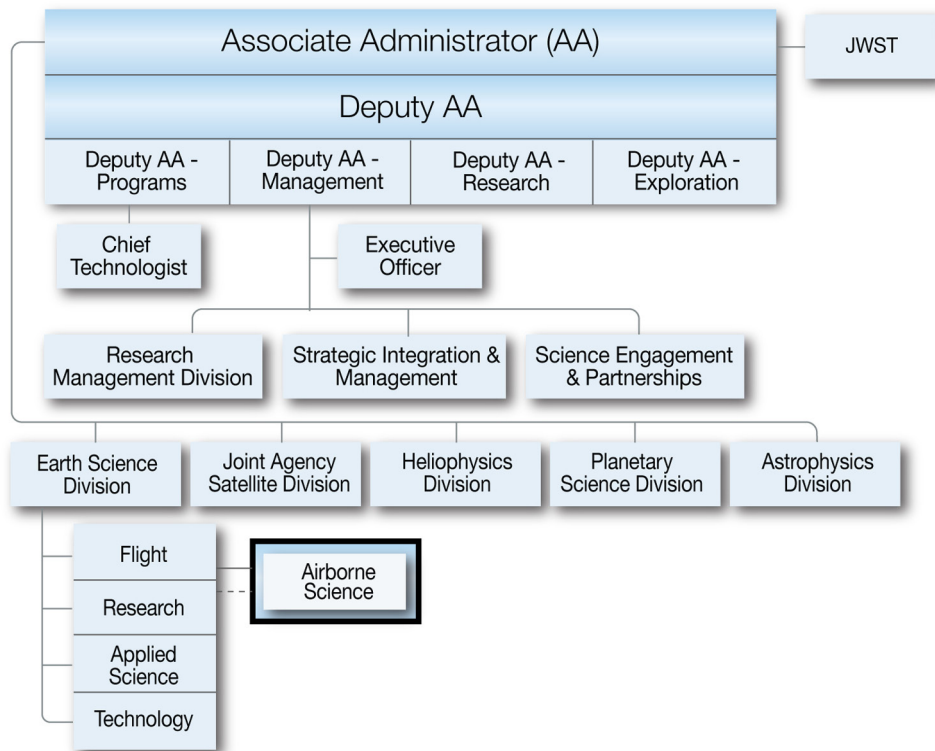 Associate Administrator (AA)
JWST
Deputy AA
Deputy AA -
Programs
Deputy AA -
Management
Deputy AA -
Research
Deputy AA -
Exploration
Chief
Technologist
Executive
Officer
Research
Management Division
Strategic Integration &
Management
Science Engagement
& Partnerships
Earth Science
Division
Joint Agency
Satellite Division
Heliophysics
Division
Planetary
Science Division
Astrophysics
Division
Flight
Airborne
Science
Research
Applied
Science
Technology